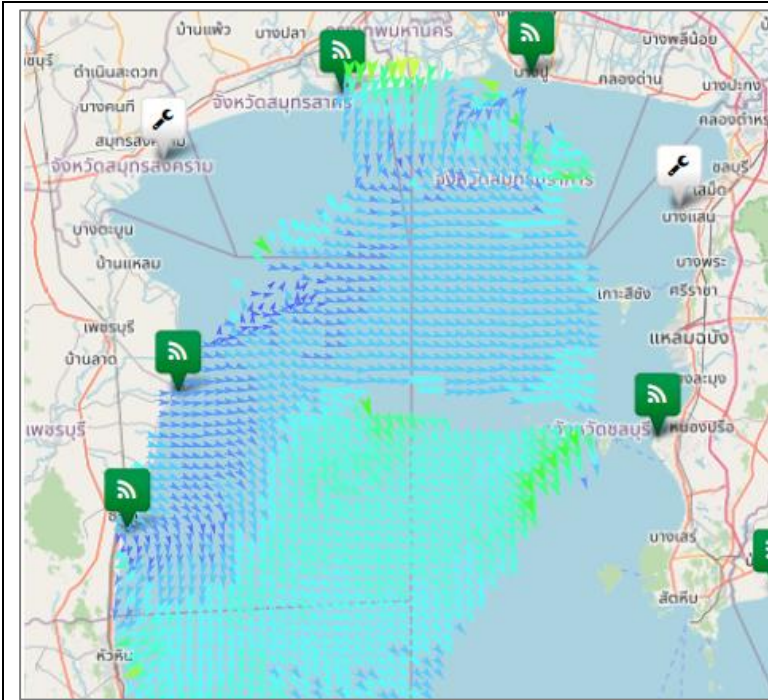 บ้านแพ้ว
บางปลา
กรุงเทพมหานคร
บางพลีน้อย
ดำเนินสะดวก
บางปู
คลองด่าน
บางปะกง
บางคนที
จังหวัดสมุทรสาคร
คลองตำหรุ
จังหวัดสมุทรสงคราม
จังหวัดสมุทรปราการ
ชลบุรี
เสม็ด
บางแสน
บางตะบูน
บ้านแหลม
บางพระ
เกาะสีชัง
ศรีราชา
เพชรบุรี
แหลมฉบัง
บ้านลาด
เพชรบุรี
จังหวัดชลบุรี
หนองปรือ
บางเสร่
สัตหีบ
หัวหิน